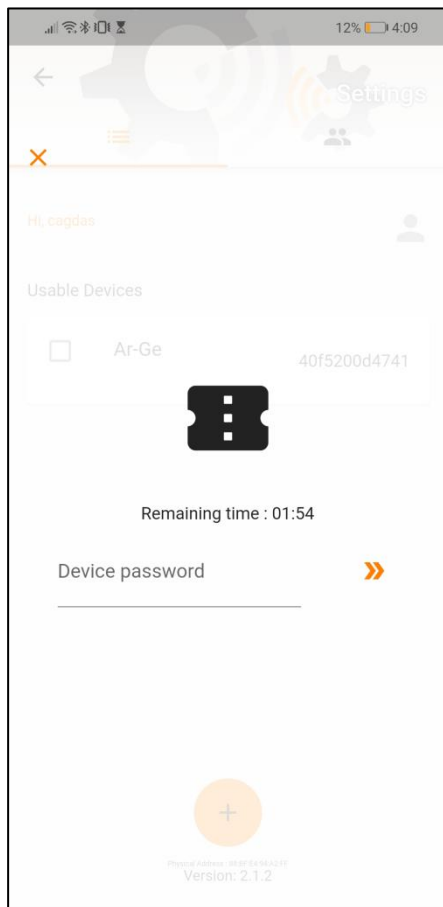 12% 4:09
Settings
Hi, cagdas
Usable Devices
Ar-Ge
40f5200d4741
Remaining time : 01:54
Device password
Version: 2.1.2